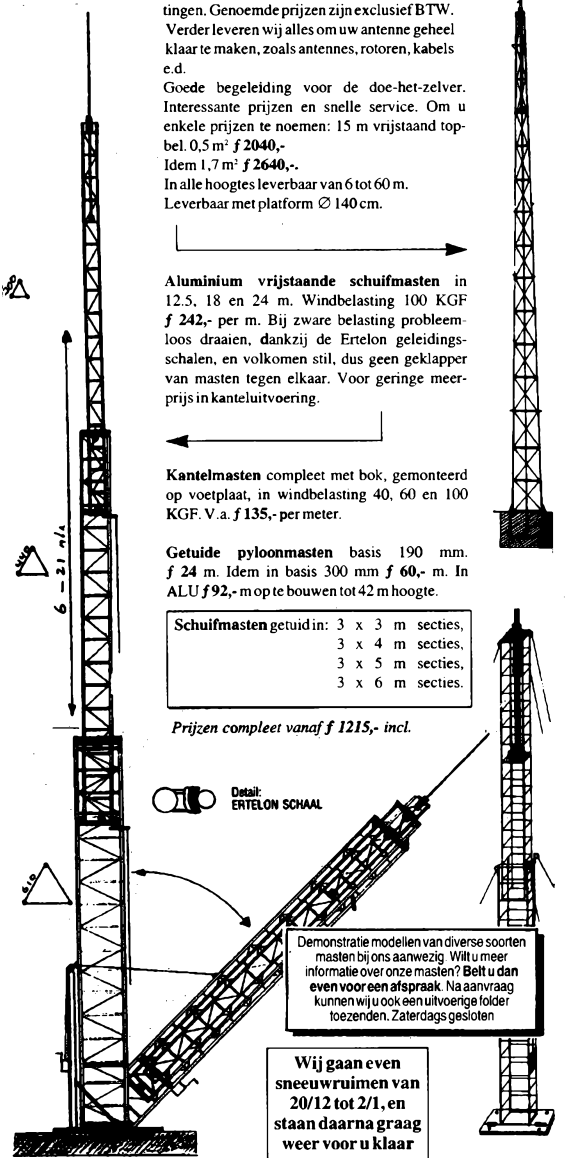 tingen. Genoemde prijzen zijn exclusief BTW.
Verder leveren wij alles om uw antenne geheel
klaar te maken, zoals antennes, rotoren, kabels
e.d.
Goede begeleiding voor de doe-het-zelver.
Interessante prijzen en snelle service. Om u
enkele prijzen te noemen: 15 m vrijstaand top-
bel. 0,5 m² ƒ 2040,-
Idem 1,7 m² ƒ 2640,-.
In alle hoogtes leverbaar van 6 tot 60 m.
Leverbaar met platform ∅ 140 cm.
Aluminium vrijstaande schuifmasten in
12.5, 18 en 24 m. Windbelasting 100 KGF
ƒ 242,- per m. Bij zware belasting probleem-
loos draaien, dankzij de Ertelon geleidings-
schalen, en volkomen stil, dus geen geklapper
van masten tegen elkaar. Voor geringe meer-
prijs in kanteluitvoering.
Kantelmasten compleet met bok, gemonteerd
op voetplaat, in windbelasting 40, 60 en 100
KGF. V.a. ƒ 135,- per meter.
Getuide pyloonmasten basis 190 mm.
ƒ 24 m. Idem in basis 300 mm ƒ 60,- m. In
ALU ƒ 92,- m op te bouwen tot 42 m hoogte.
Schuifmasten getuid in: 3 x 3 m secties,
3 x 4 m secties,
3 x 5 m secties,
3 x 6 m secties.
Prijzen compleet vanaf ƒ 1215,- incl.
Detail:
ERTELON SCHAAL
440
610
Demonstratie modellen van diverse soorten
masten bij ons aanwezig. Wilt u meer
informatie over onze masten? Belt u dan
even voor een afspraak. Na aanvraag
kunnen wij u ook een uitvoerige folder
toezenden. Zaterdags gesloten
Wij gaan even
sneeuwruimen van
20/12 tot 2/1, en
staan daarna graag
weer voor u klaar